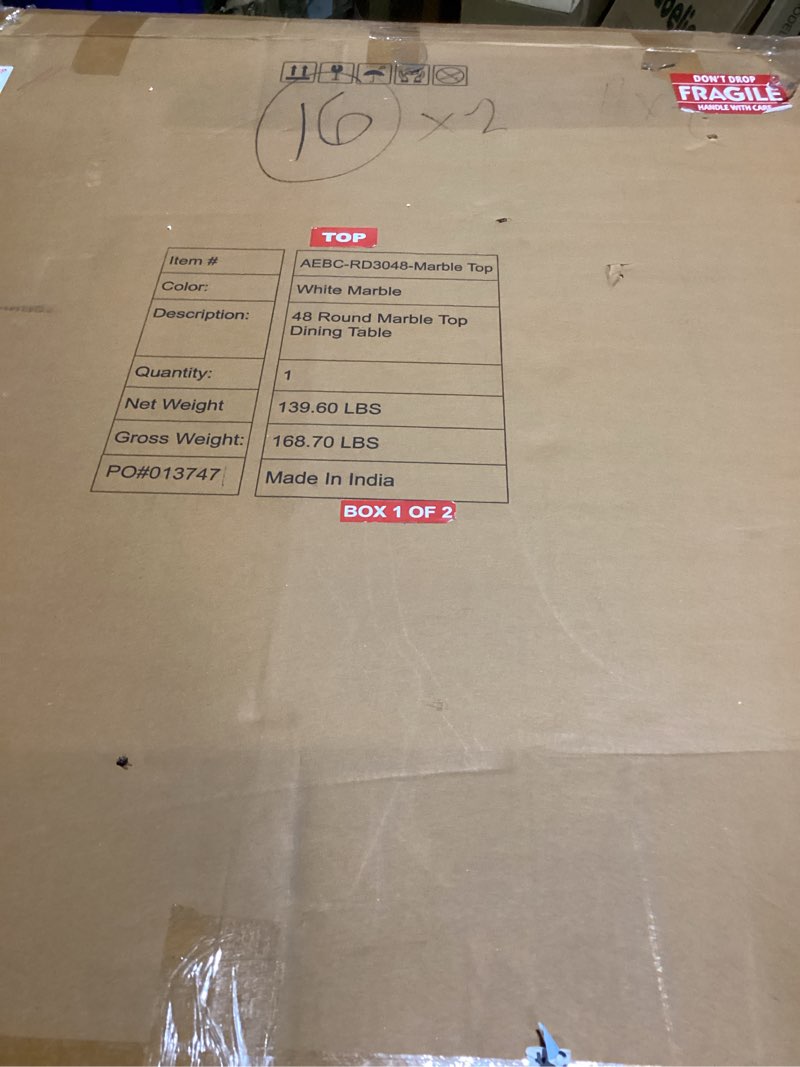 16 x 2
DON'T DROP
FRAGILE
HANDLE WITH CARE
TOP
Item # AEBC-RD3048-Marble Top
Color: White Marble
Description: 48 Round Marble Top
Dining Table
Quantity: 1
Net Weight 139.60 LBS
Gross Weight: 168.70 LBS
PO#013747 Made In India
BOX 1 OF 2